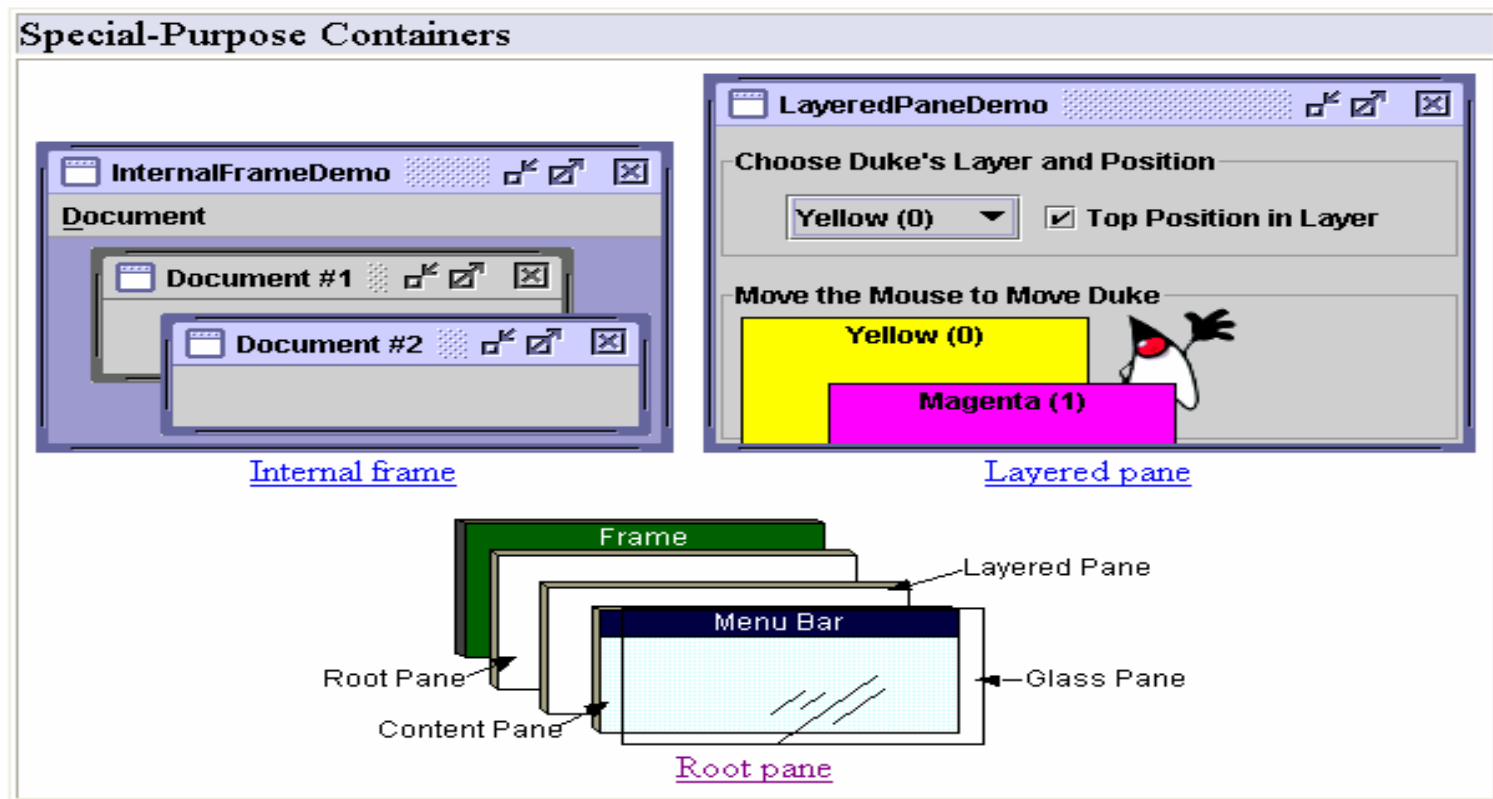 Special-Purpose Containers
InternalFrameDemo
Document
Document #1
Document #2
Internal frame
LayeredPaneDemo
Choose Duke's Layer and Position
Yellow (0)
Top Position in Layer
Move the Mouse to Move Duke
Yellow (0)
Magenta (1)
Layered pane
Frame
Layered Pane
Menu Bar
Root Pane
Glass Pane
Content Pane
Root pane